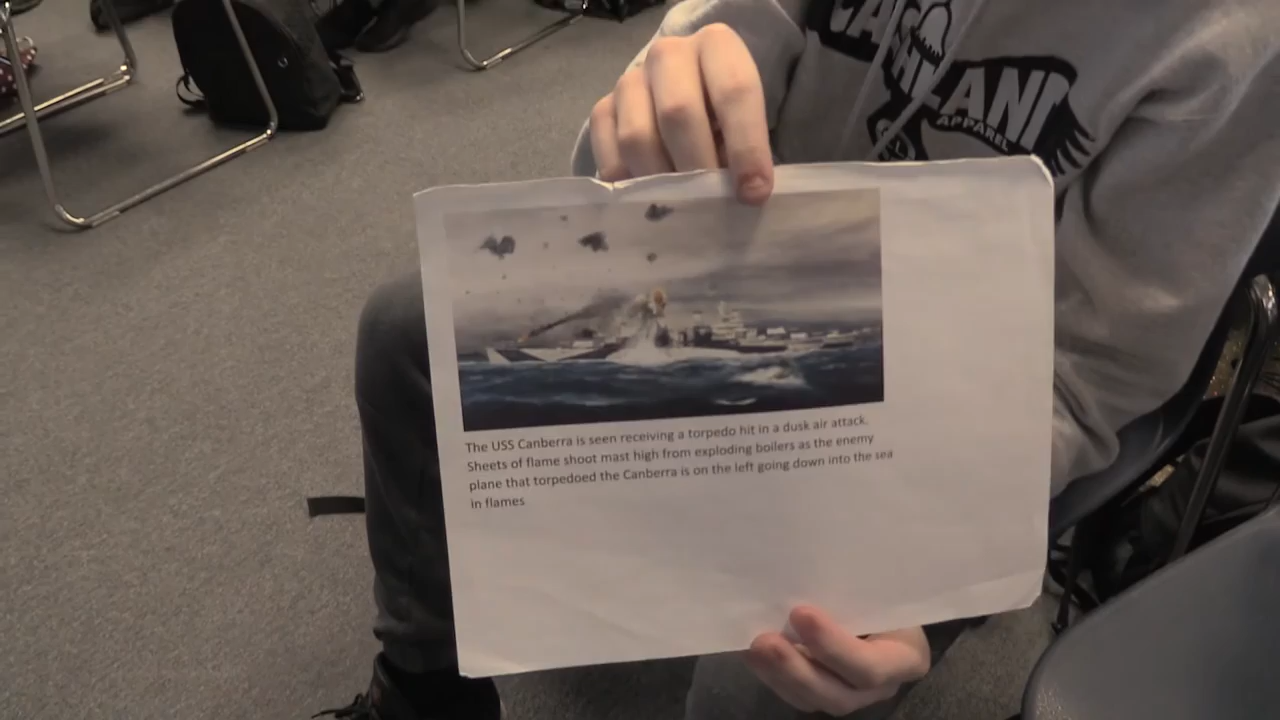 LAND
APPAREL
The USS Canberra is seen receiving a torpedo hit in a dusk air attack.
Sheets of flame shoot mast high from exploding boilers as the enemy
plane that torpedoed the Canberra is on the left going down into the sea
in flames